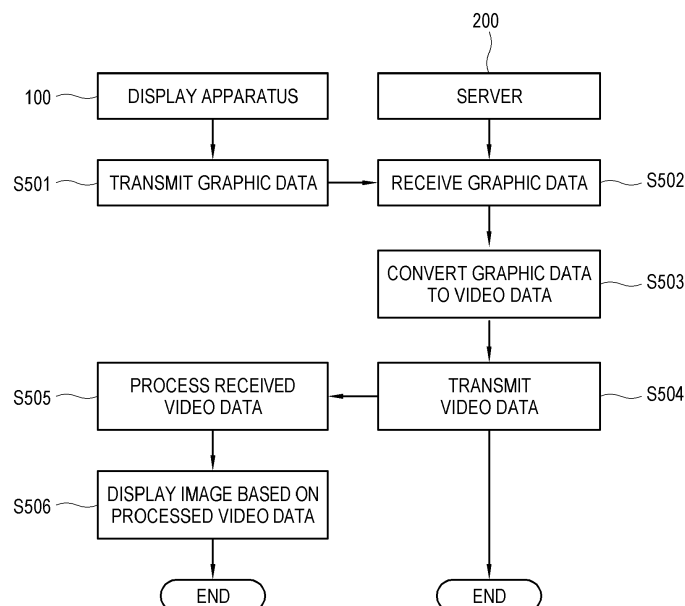 200
100
DISPLAY APPARATUS
SERVER
S501
TRANSMIT GRAPHIC DATA
RECEIVE GRAPHIC DATA
S502
CONVERT GRAPHIC DATA
TO VIDEO DATA
S503
S505
PROCESS RECEIVED
VIDEO DATA
TRANSMIT
VIDEO DATA
S504
S506
DISPLAY IMAGE BASED ON
PROCESSED VIDEO DATA
END
END